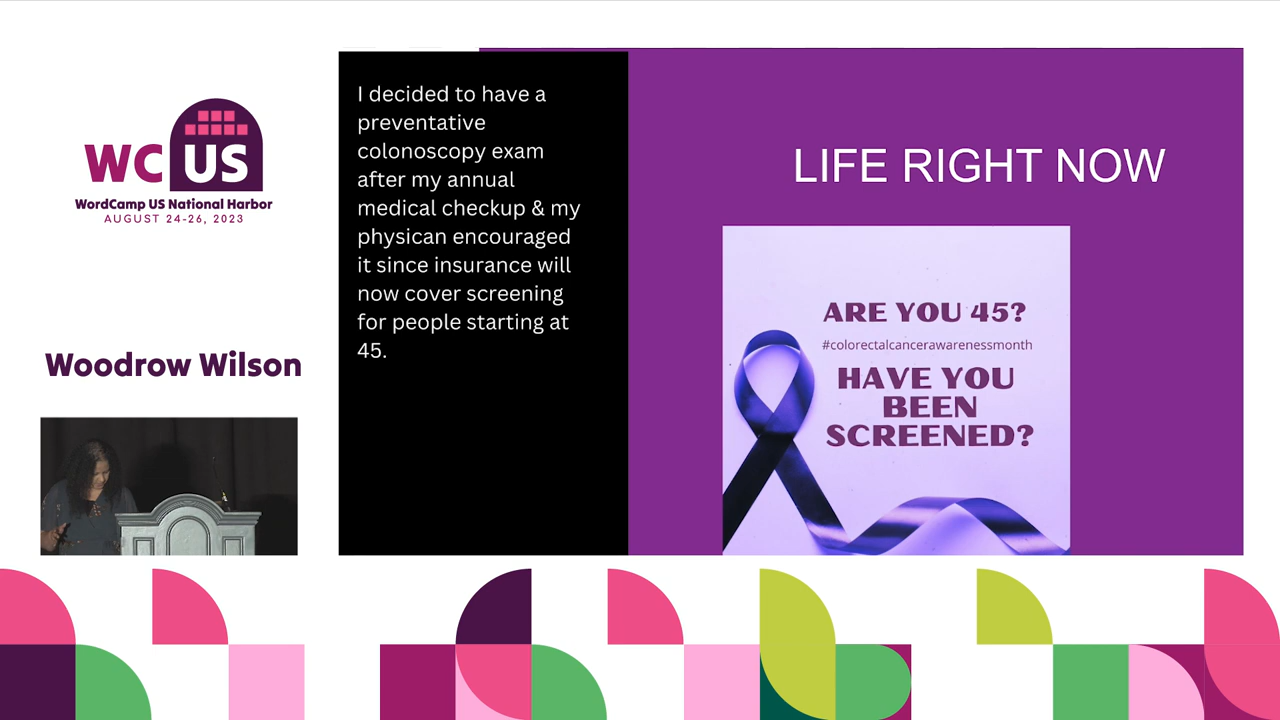 WC US
WordCamp US National Harbor
AUGUST 24-26, 2023
Woodrow Wilson
I decided to have a
preventative
colonoscopy exam
after my annual
medical checkup & my
physican encouraged
it since insurance will
now cover screening
for people starting at
45.
LIFE RIGHT NOW
ARE YOU 45?
#colorectalcancerawarenessmonth
HAVE YOU
BEEN
SCREENED?